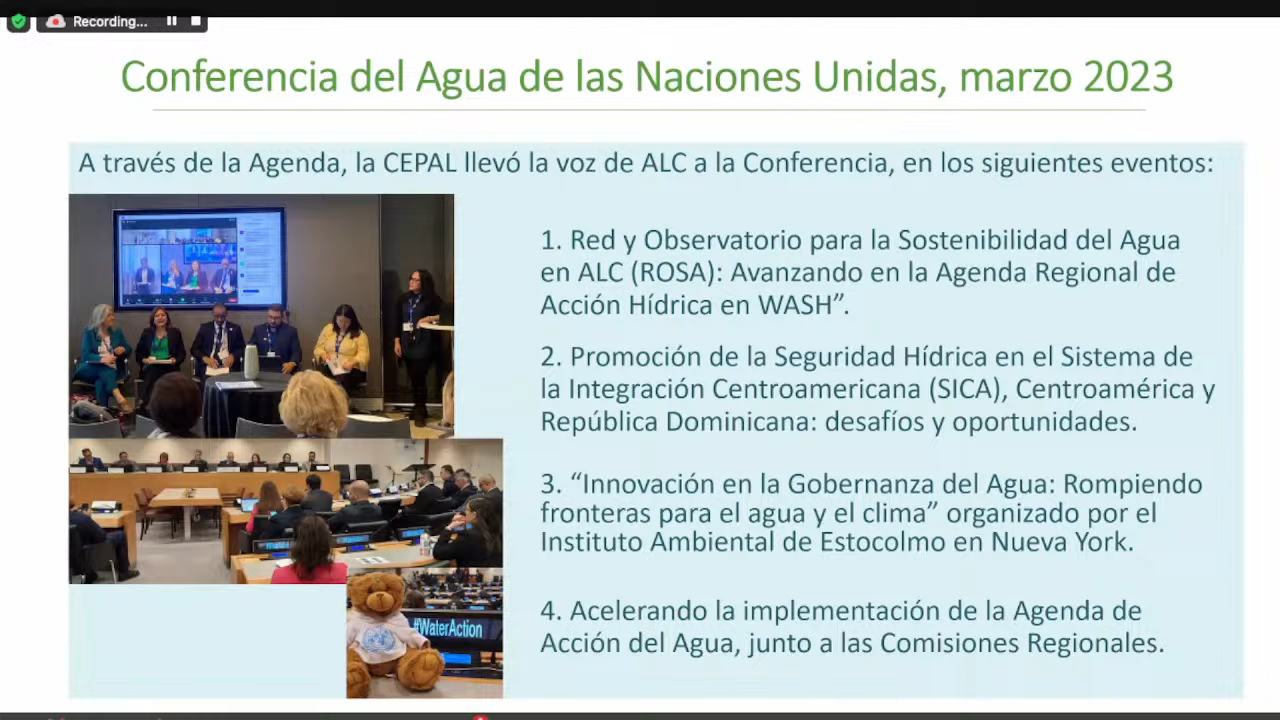 Recording...
Conferencia del Agua de las Naciones Unidas, marzo 2023
A través de la Agenda, la CEPAL llevó la voz de ALC a la Conferencia, en los siguientes eventos:
1. Red y Observatorio para la Sostenibilidad del Agua
en ALC (ROSA): Avanzando en la Agenda Regional de
Acción Hídrica en WASH”.
2. Promoción de la Seguridad Hídrica en el Sistema de
la Integración Centroamericana (SICA), Centroamérica y
República Dominicana: desafíos y oportunidades.
3. “Innovación en la Gobernanza del Agua: Rompiendo
fronteras para el agua y el clima” organizado por el
Instituto Ambiental de Estocolmo en Nueva York.
4. Acelerando la implementación de la Agenda de
Acción del Agua, junto a las Comisiones Regionales.
#WaterAction